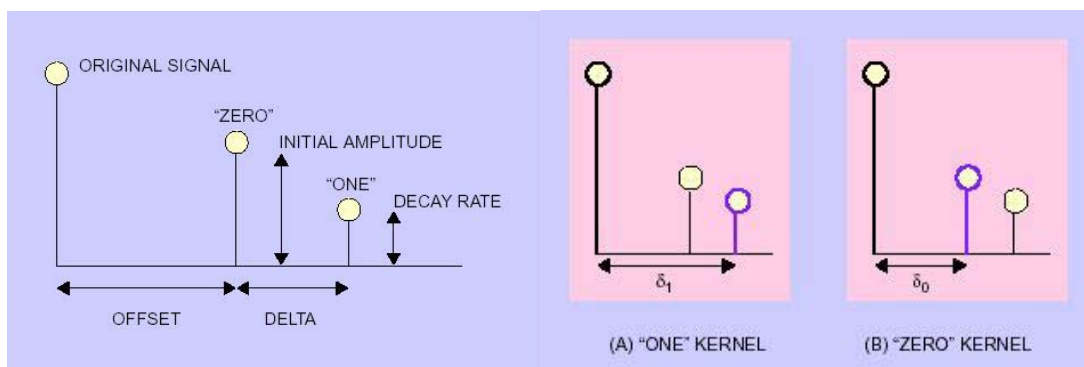 ORIGINAL SIGNAL
“ZERO”
INITIAL AMPLITUDE
“ONE”
DECAY RATE
OFFSET
DELTA
δ1
(A) “ONE” KERNEL
δ0
(B) “ZERO” KERNEL